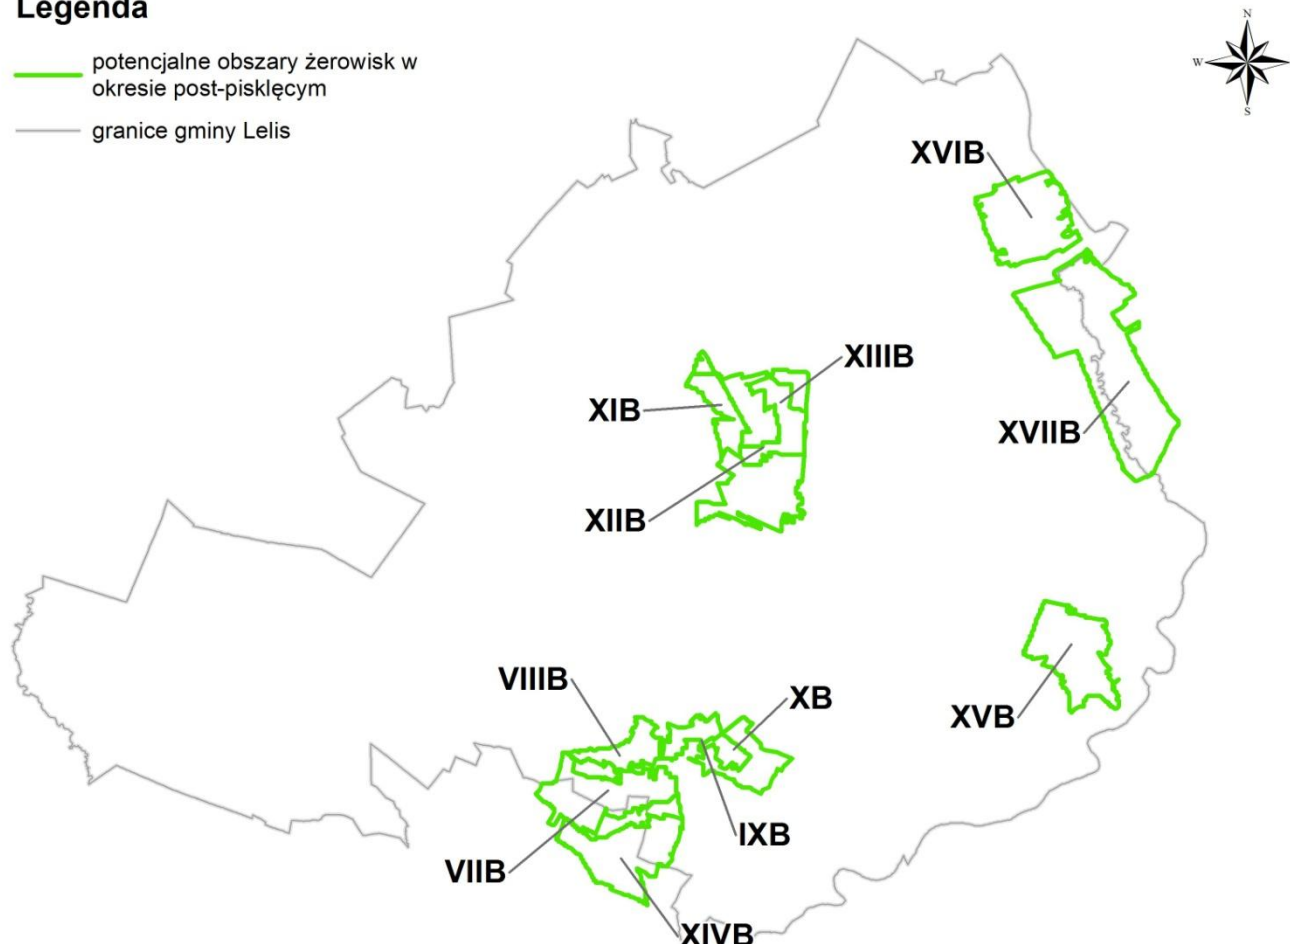 Legenda
potencjalne obszary żerowisk w
okresie post-pisklęcym
granice gminy Lelis
N
W
S
XVIB
XIIIB
XIB
XVIIB
XIIB
VIIIB
XB
XVB
IXB
VIIB
XIVB